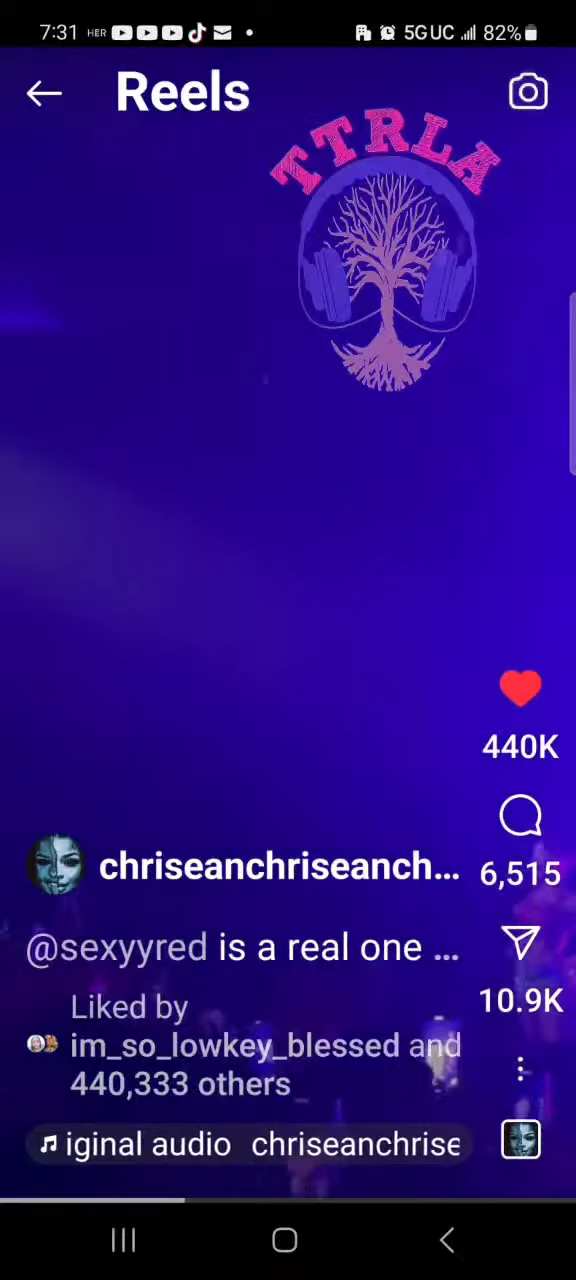 7:31 HER 5G UC 82%
Reels
TTRLA
440K
chriseanchriseanch...
6,515
@sexyyred is a real one ...
10.9K
Liked by
im_so_lowkey_blessed and
440,333 others
iginal audio chriseanchrise